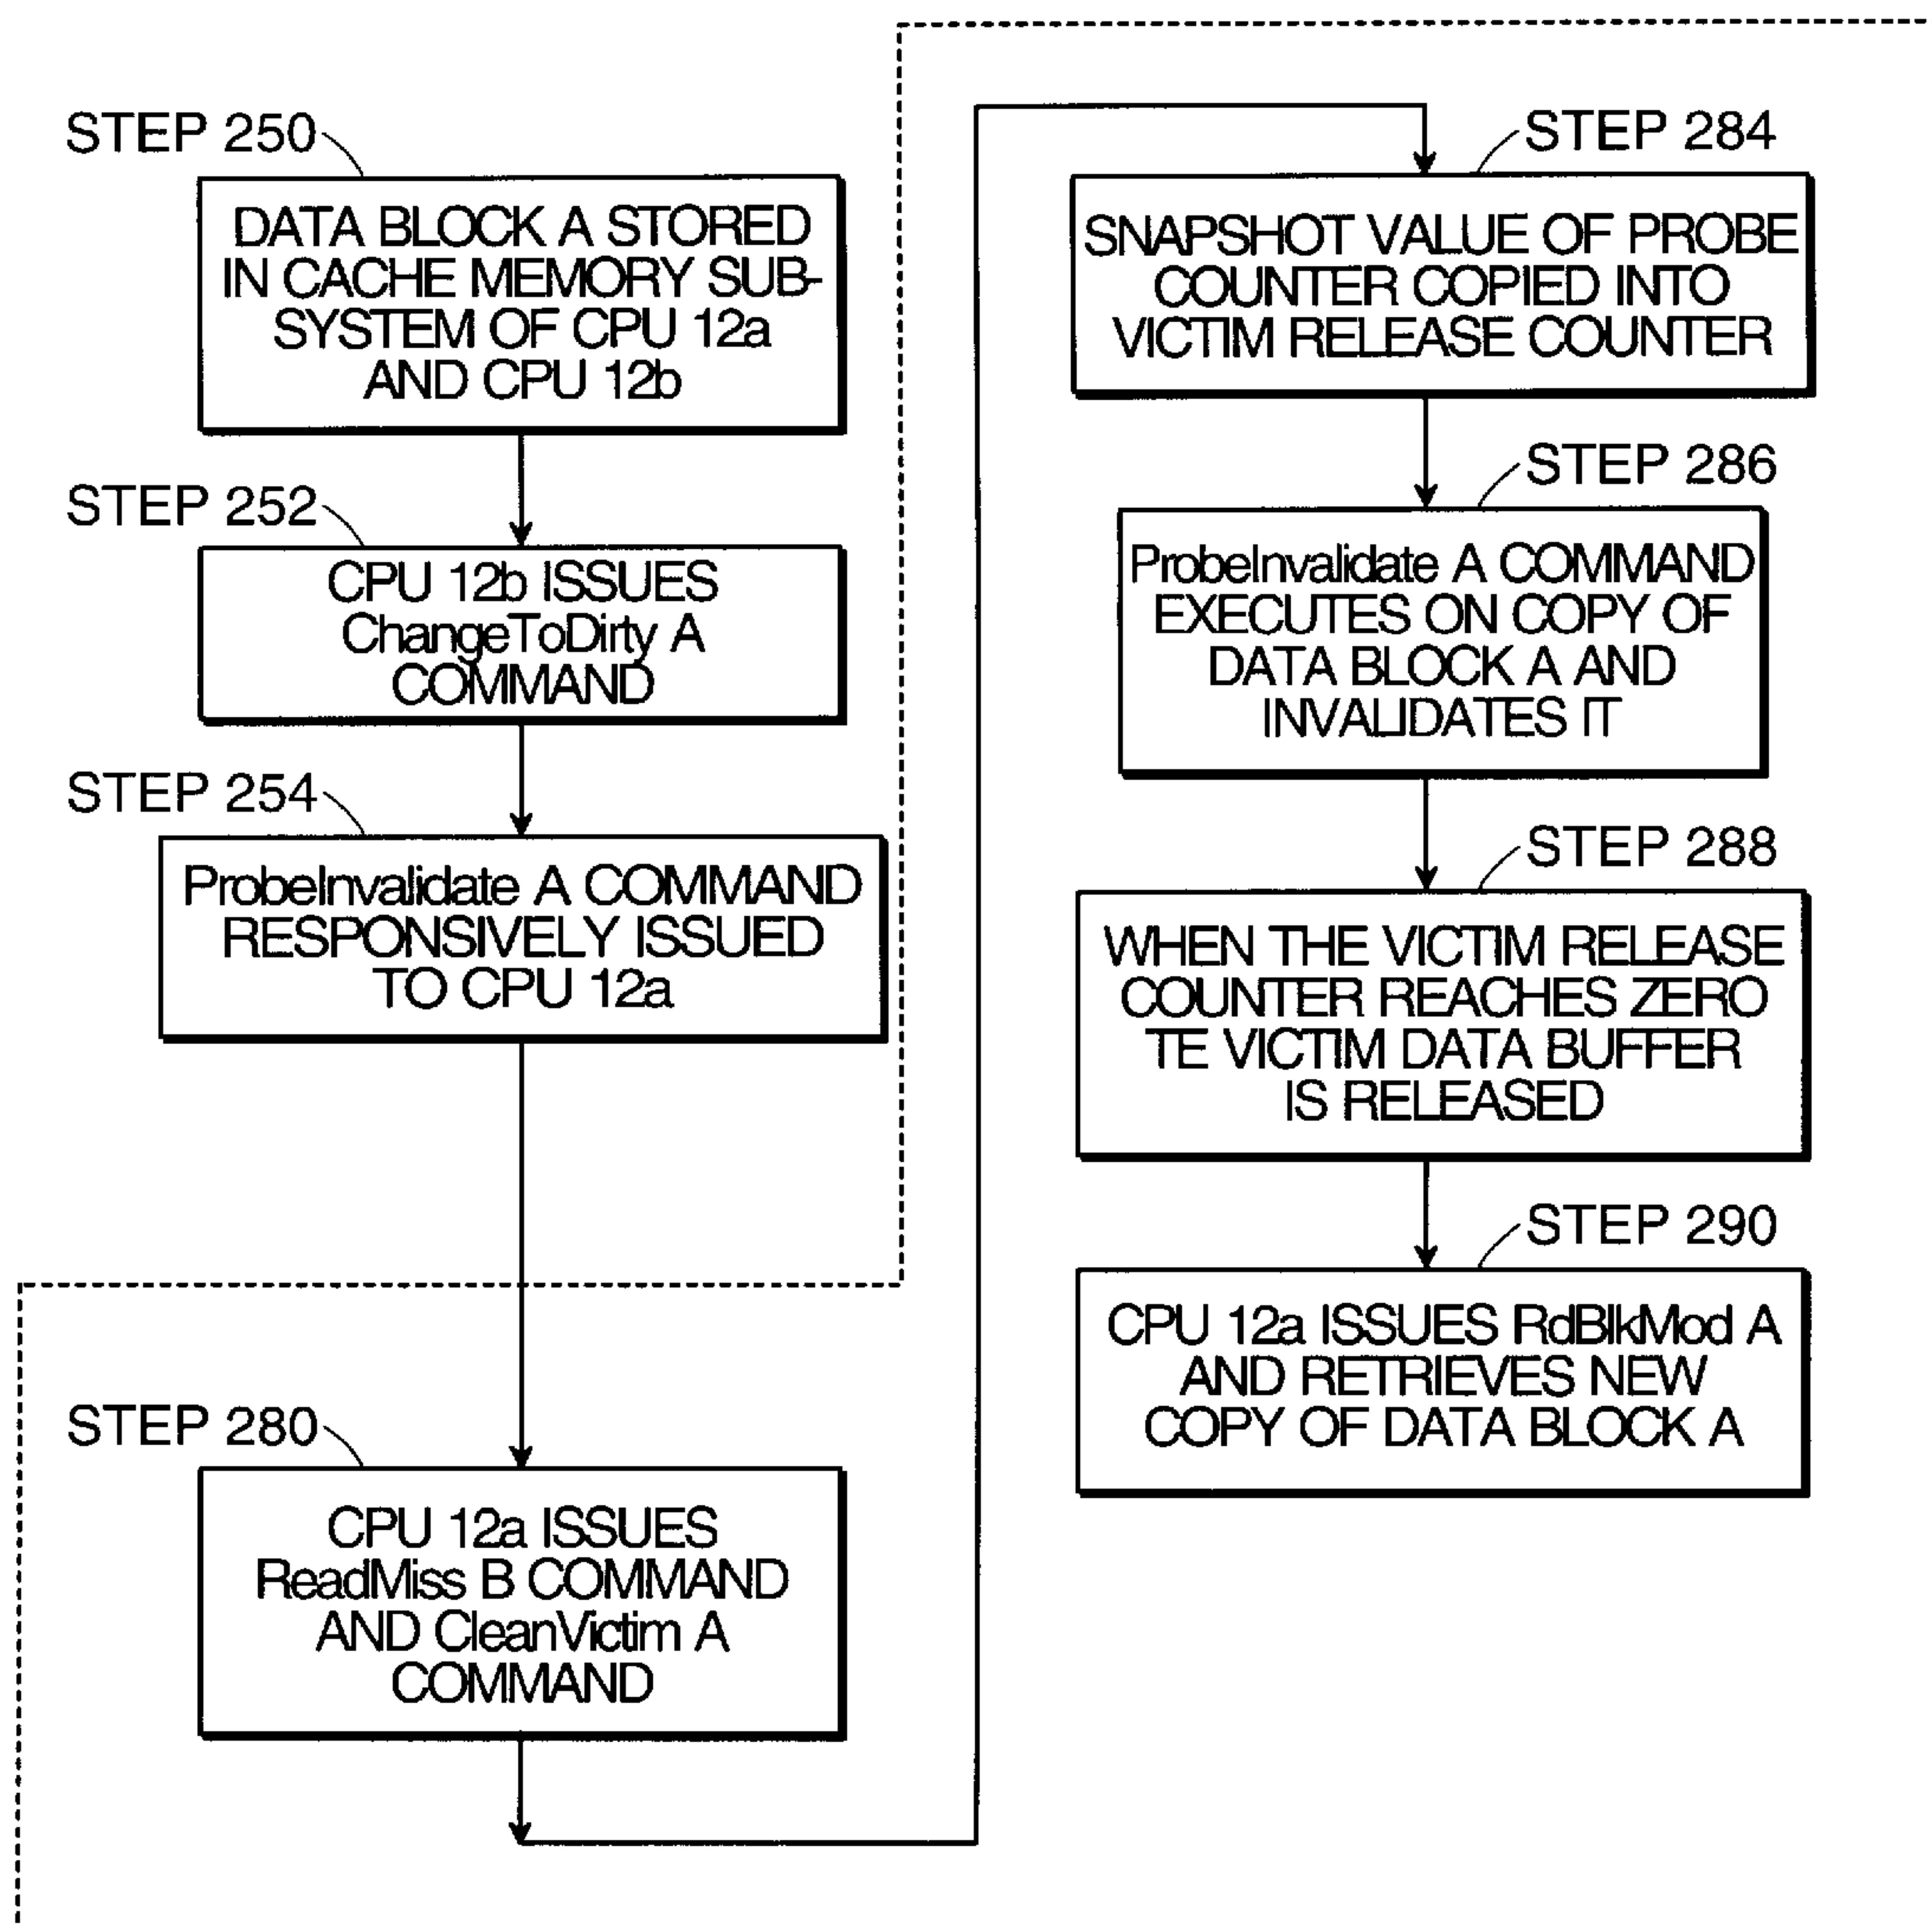 STEP 250
DATA BLOCK A STORED
IN CACHE MEMORY SUB-
SYSTEM OF CPU 12a
AND CPU 12b
STEP 252
CPU 12b ISSUES
ChangeToDirty A
COMMAND
STEP 254
ProbeInvalidate A COMMAND
RESPONSIVELY ISSUED
TO CPU 12a
STEP 280
CPU 12a ISSUES
ReadMiss B COMMAND
AND CleanVictim A
COMMAND
STEP 284
SNAPSHOT VALUE OF PROBE
COUNTER COPIED INTO
VICTIM RELEASE COUNTER
STEP 286
ProbeInvalidate A COMMAND
EXECUTES ON COPY OF
DATA BLOCK A AND
INVALIDATES IT
STEP 288
WHEN THE VICTIM RELEASE
COUNTER REACHES ZERO
TE VICTIM DATA BUFFER
IS RELEASED
STEP 290
CPU 12a ISSUES RdBlkMod A
AND RETRIEVES NEW
COPY OF DATA BLOCK A